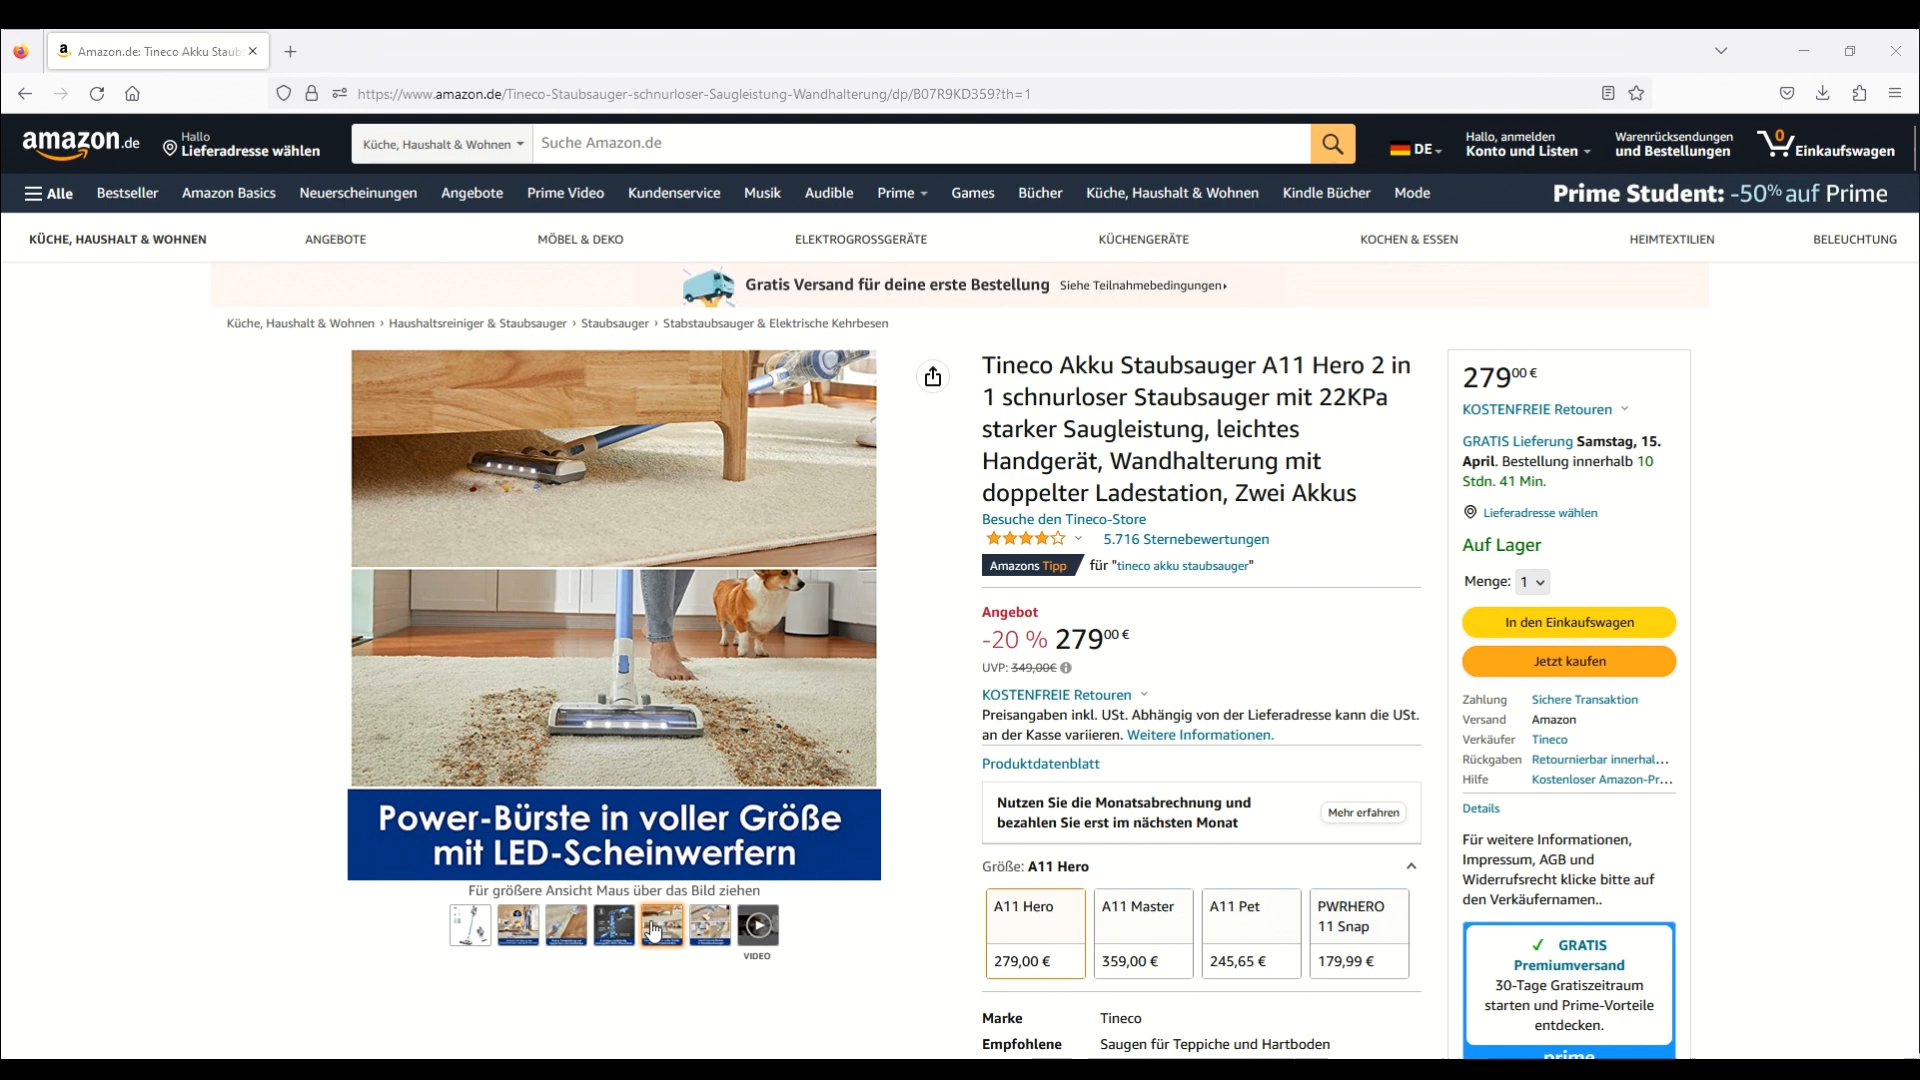 Amazon.de: Tineco Akku Staub
https://www.amazon.de/Tineco-Staubsauger-schnurloser-Saugleistung-Wandhalterung/dp/B07R9KD359?th=1
amazon.de
Hallo
Lieferadresse wählen
Küche, Haushalt & Wohnen
Suche Amazon.de
DE
Hallo, anmelden
Konto und Listen
Warenrücksendungen
und Bestellungen
0
Einkaufswagen
Alle
Bestseller
Amazon Basics
Neuerscheinungen
Angebote
Prime Video
Kundenservice
Musik
Audible
Prime
Games
Bücher
Küche, Haushalt & Wohnen
Kindle Bücher
Mode
Prime Student: -50% auf Prime
KÜCHE, HAUSHALT & WOHNEN
ANGEBOTE
MÖBEL & DEKO
ELEKTROGROSSGERÄTE
KÜCHENGERÄTE
KOCHEN & ESSEN
HEIMTEXTILIEN
BELEUCHTUNG
Gratis Versand für deine erste Bestellung Siehe Teilnahmebedingungen
Küche, Haushalt & Wohnen › Haushaltsreiniger & Staubsauger › Staubsauger › Stabstaubsauger & Elektrische Kehrbesen
Power-Bürste in voller Größe
mit LED-Scheinwerfern
Für größere Ansicht Maus über das Bild ziehen
VIDEO
Tineco Akku Staubsauger A11 Hero 2 in
1 schnurloser Staubsauger mit 22KPa
starker Saugleistung, leichtes
Handgerät, Wandhalterung mit
doppelter Ladestation, Zwei Akkus
Besuche den Tineco-Store
5.716 Sternebewertungen
Amazons Tipp für "tineco akku staubsauger"
Angebot
-20 % 27900 €
UVP: 349,00€
KOSTENFREIE Retouren
Preisangaben inkl. USt. Abhängig von der Lieferadresse kann die USt.
an der Kasse variieren. Weitere Informationen.
Produktdatenblatt
Nutzen Sie die Monatsabrechnung und
bezahlen Sie erst im nächsten Monat
Mehr erfahren
Größe: A11 Hero
A11 Hero
279,00 €
A11 Master
359,00 €
A11 Pet
245,65 €
PWRHERO
11 Snap
179,99 €
Marke Tineco
Empfohlene Saugen für Teppiche und Hartboden
27900 €
KOSTENFREIE Retouren
GRATIS Lieferung Samstag, 15.
April. Bestellung innerhalb 10
Stdn. 41 Min.
Lieferadresse wählen
Auf Lager
Menge: 1
In den Einkaufswagen
Jetzt kaufen
Zahlung Sichere Transaktion
Versand Amazon
Verkäufer Tineco
Rückgaben Retournierbar innerhal...
Hilfe Kostenloser Amazon-Pr...
Details
Für weitere Informationen,
Impressum, AGB und
Widerrufsrecht klicke bitte auf
den Verkäufernamen..
GRATIS
Premiumversand
30-Tage Gratiszeitraum
starten und Prime-Vorteile
entdecken.
prime